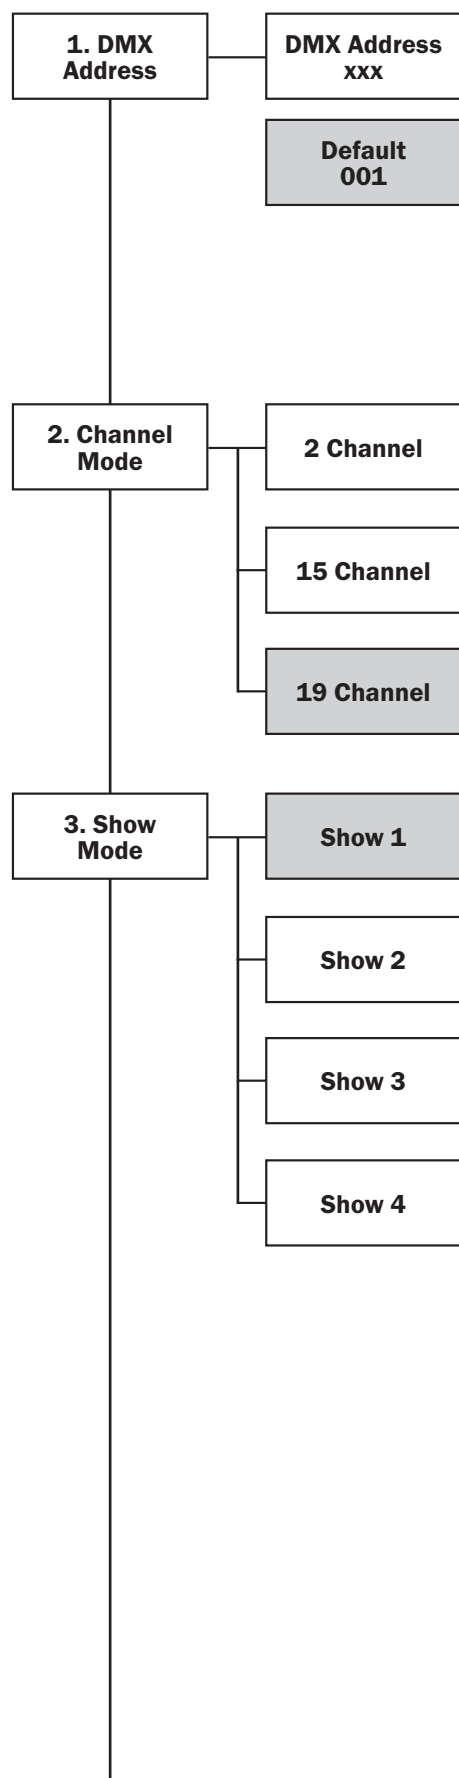 1. DMX
Address
DMX Address
xxx
Default
001
2. Channel
Mode
2 Channel
15 Channel
19 Channel
3. Show
Mode
Show 1
Show 2
Show 3
Show 4